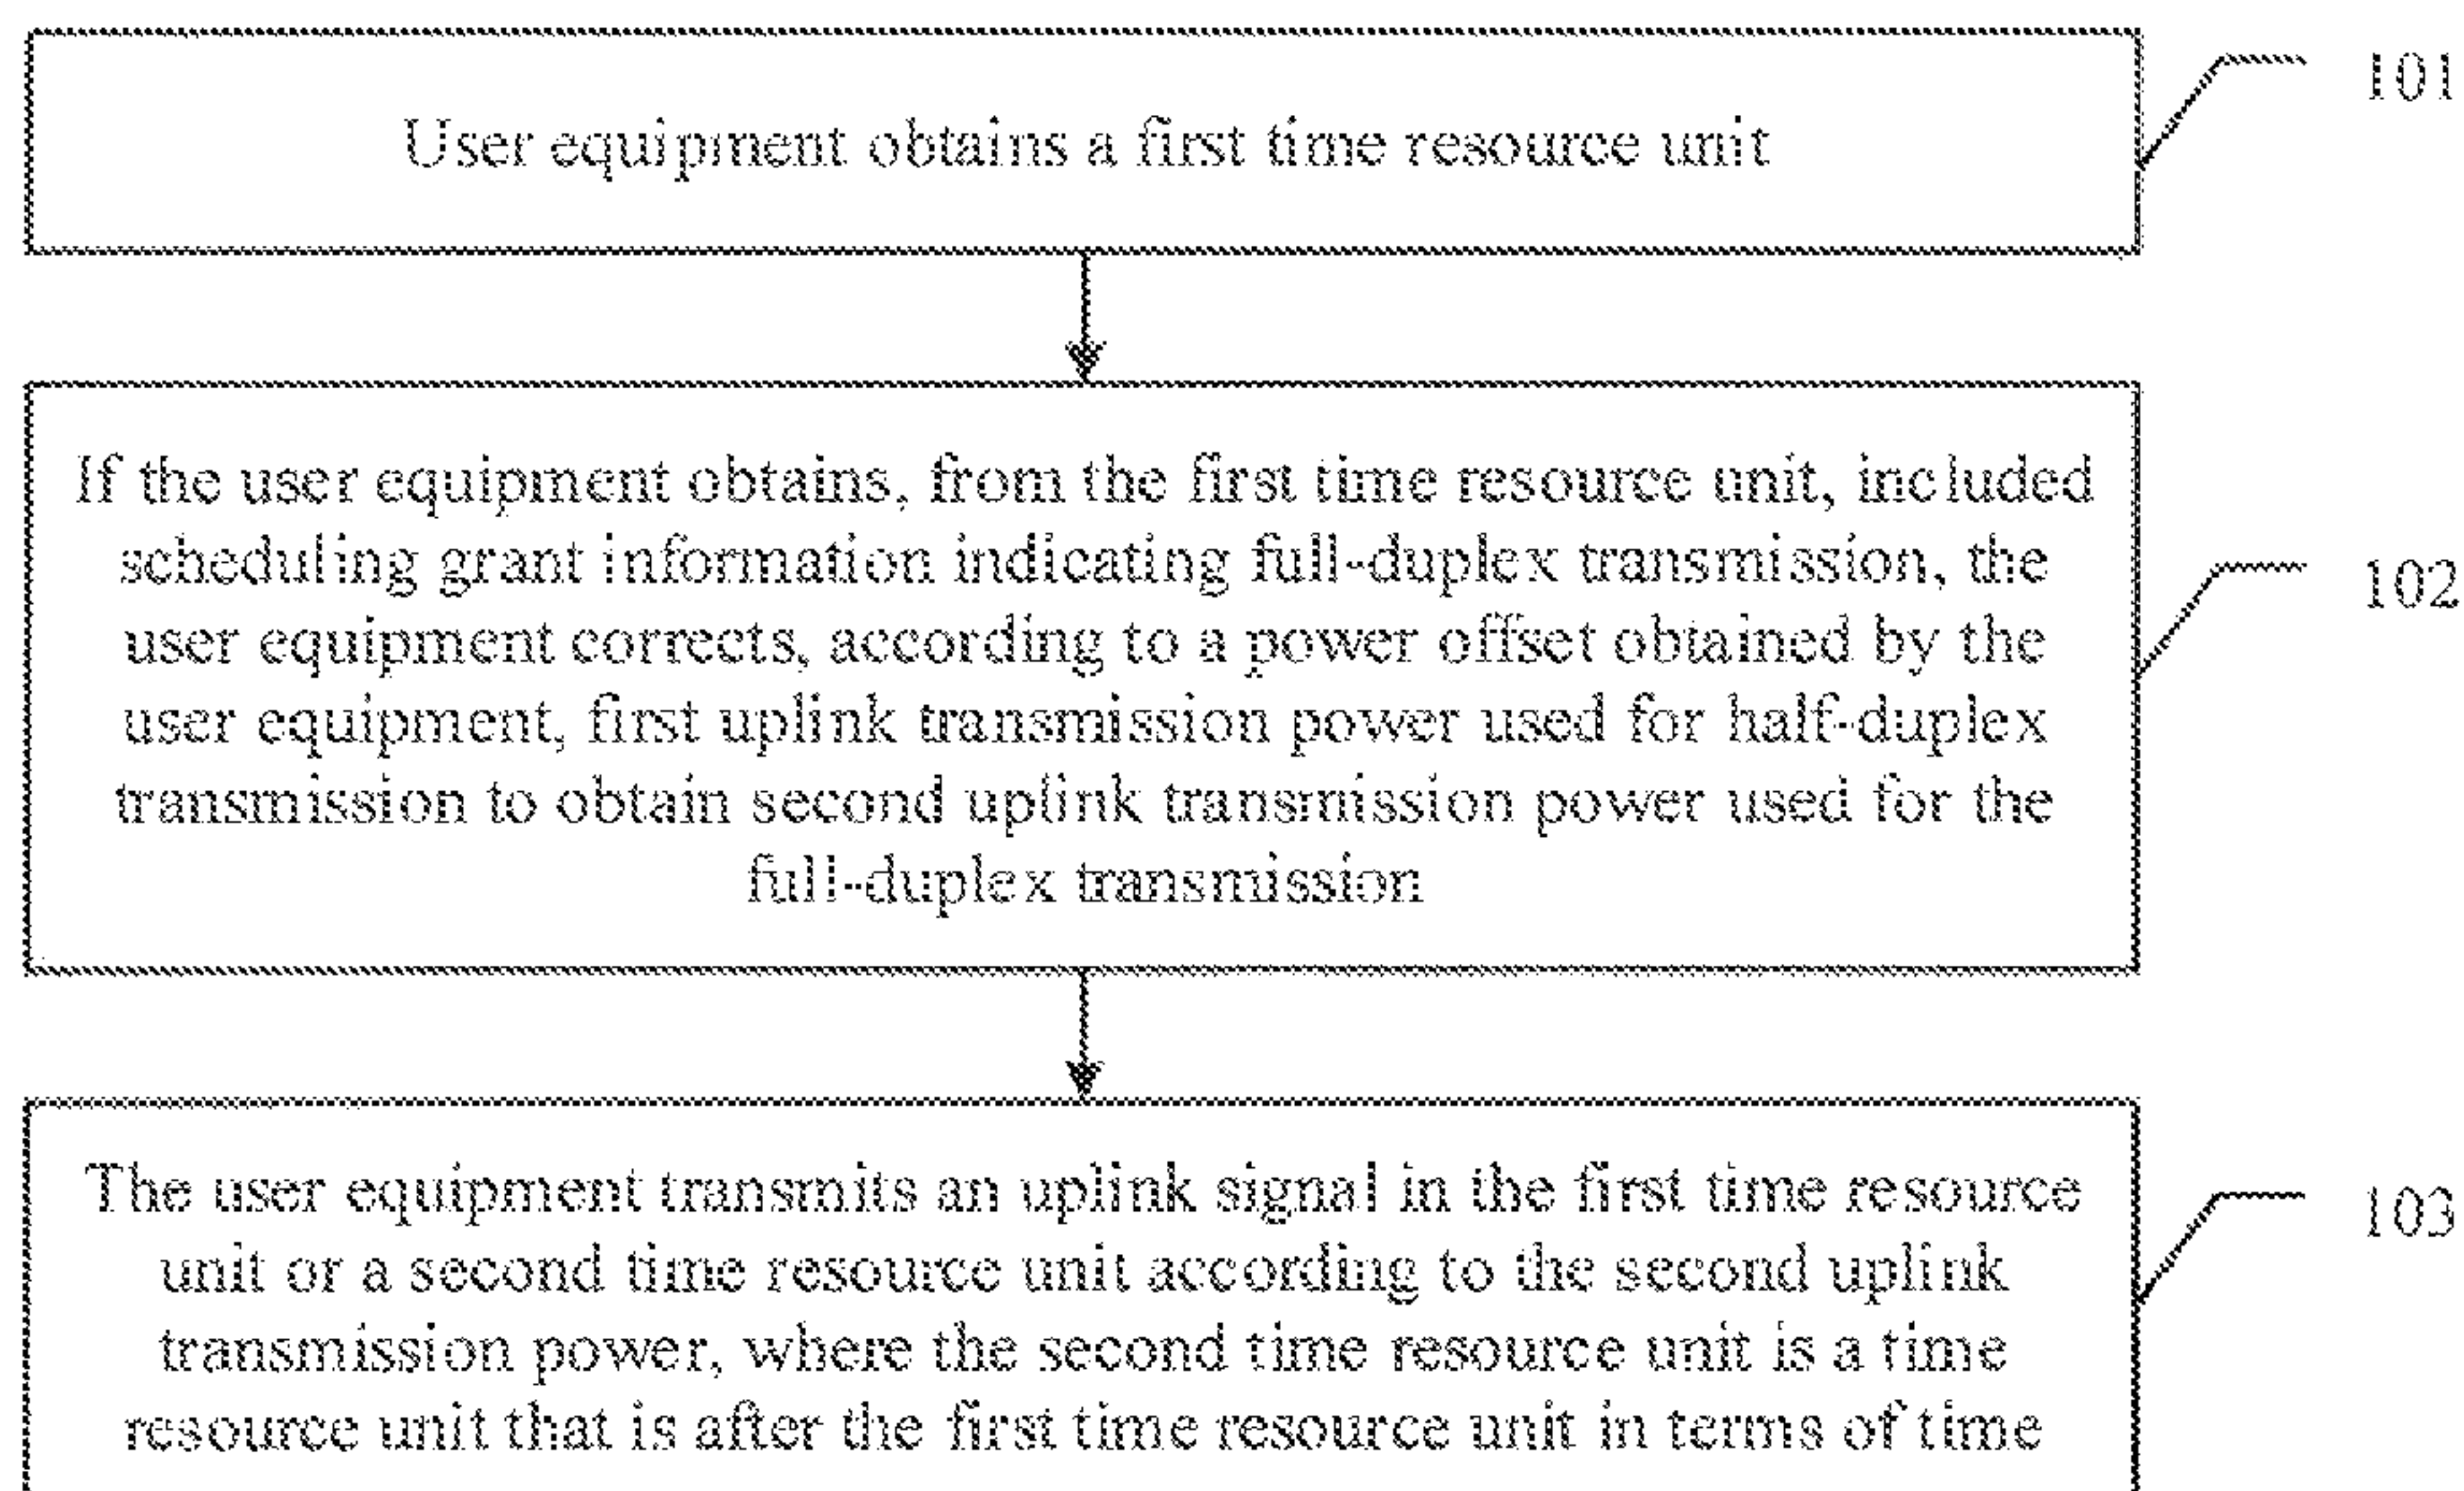 User equipment obtains a first time resource unit
101
If the user equipment obtains, from the first time resource unit, included
scheduling grant information indicating full-duplex transmission, the
user equipment corrects, according to a power offset obtained by the
user equipment, first uplink transmission power used for half-duplex
transmission to obtain second uplink transmission power used for the
full-duplex transmission
102
The user equipment transmits an uplink signal in the first time resource
unit or a second time resource unit according to the second uplink
transmission power, where the second time resource unit is a time
resource unit that is after the first time resource unit in terms of time
103